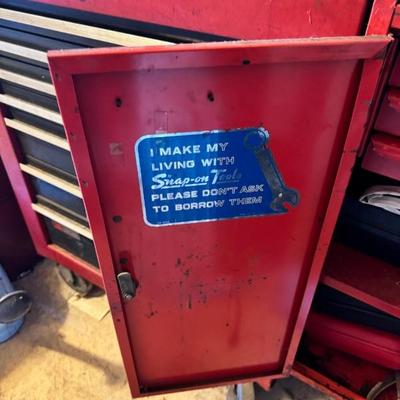 I MAKE MY
LIVING WITH
Snap-on Tools
PLEASE DON'T ASK
TO BORROW THEM